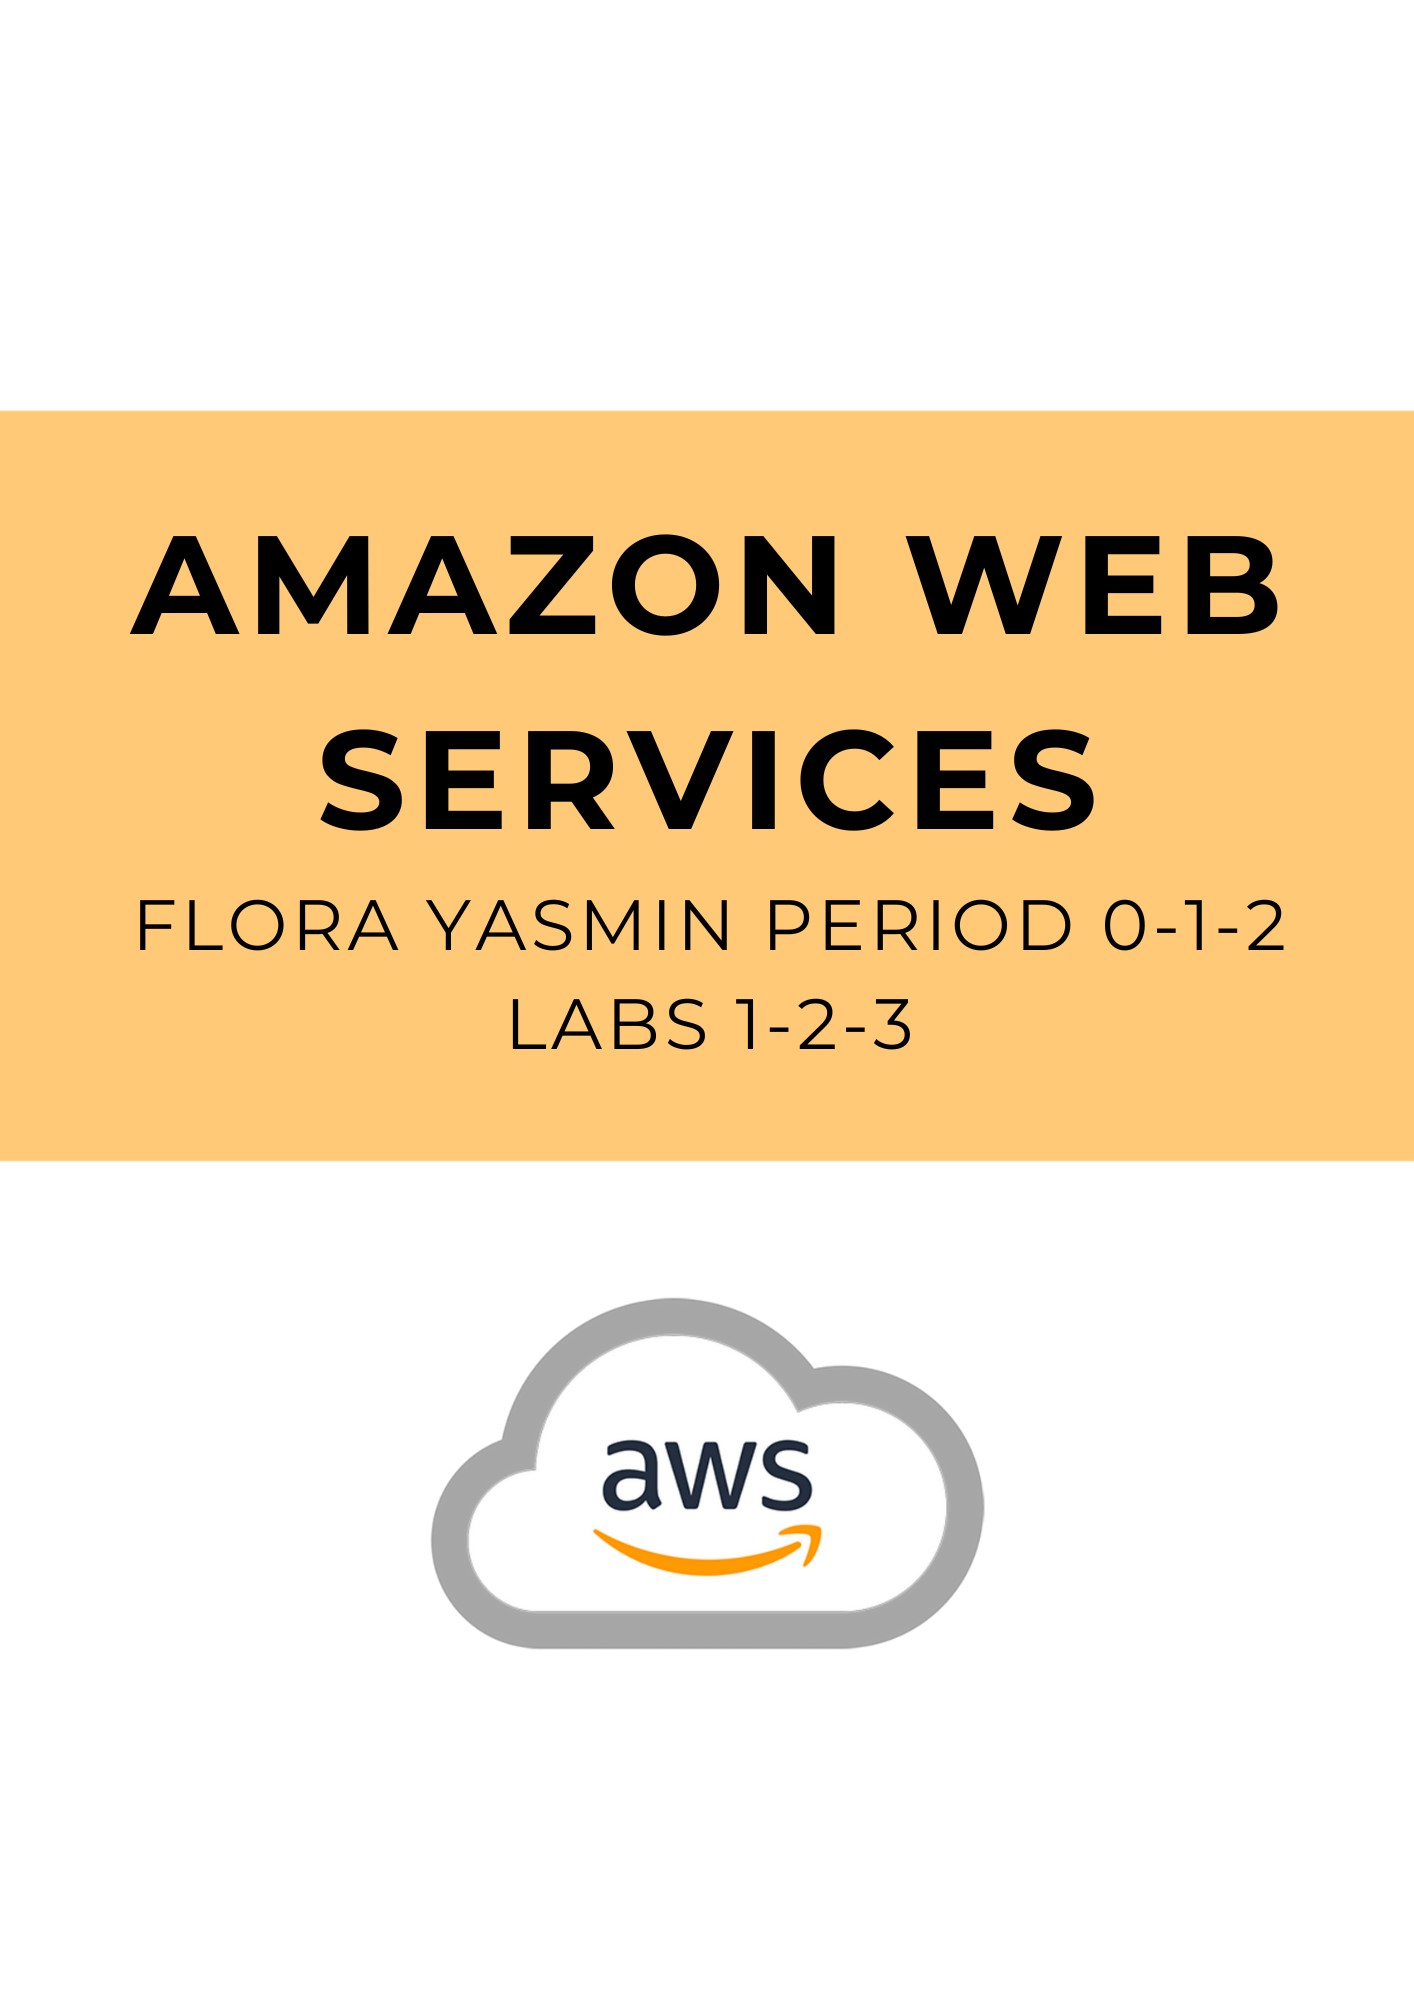 AMAZON WEB
SERVICES
FLORA YASMIN PERIOD 0-1-2
LABS 1-2-3
aws